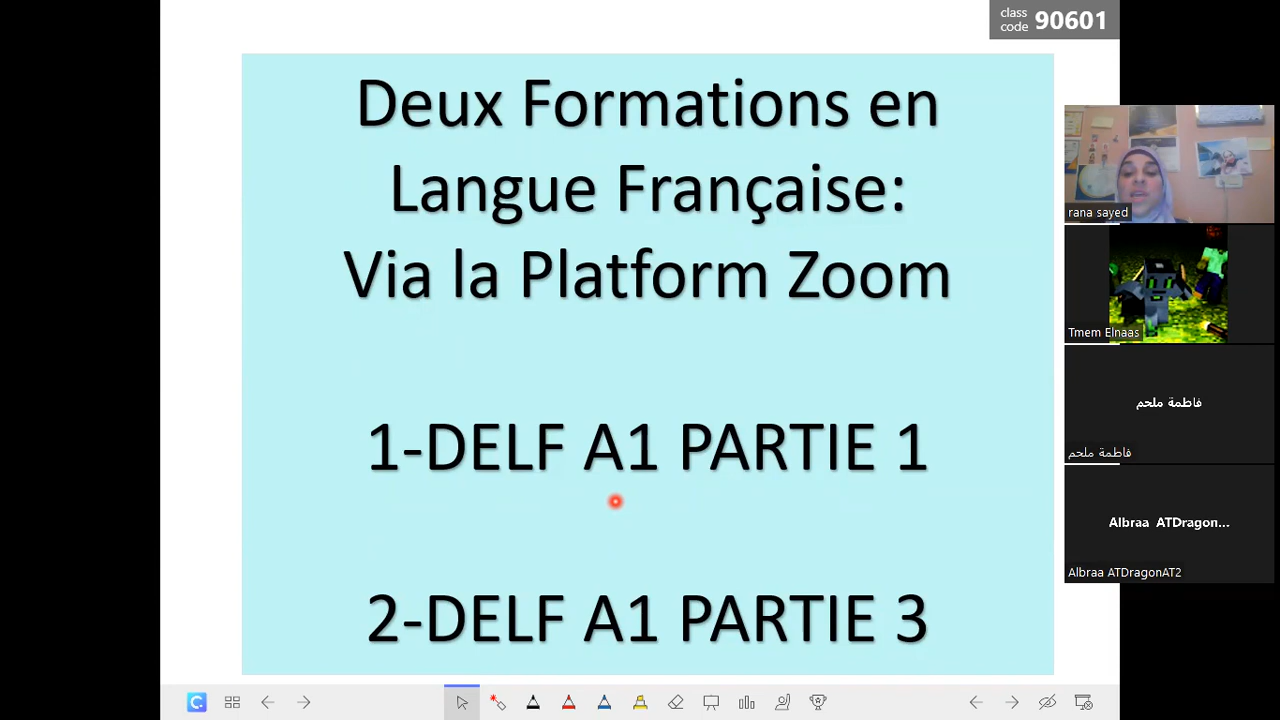 class
code 90601
Deux Formations en
Langue Française:
Via la Platform Zoom
1-DELF A1 PARTIE 1
2-DELF A1 PARTIE 3
rana sayed
Tmem Elnaas
فاطمة ملحم
فاطمة ملحم
Albraa ATDragon...
Albraa ATDragonAT2